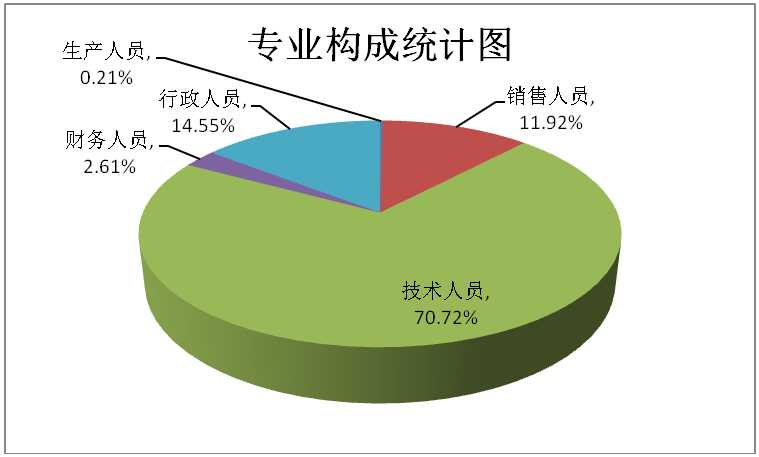 专业构成统计图
生产人员,
0.21%
行政人员,
14.55%
财务人员,
2.61%
销售人员,
11.92%
技术人员,
70.72%